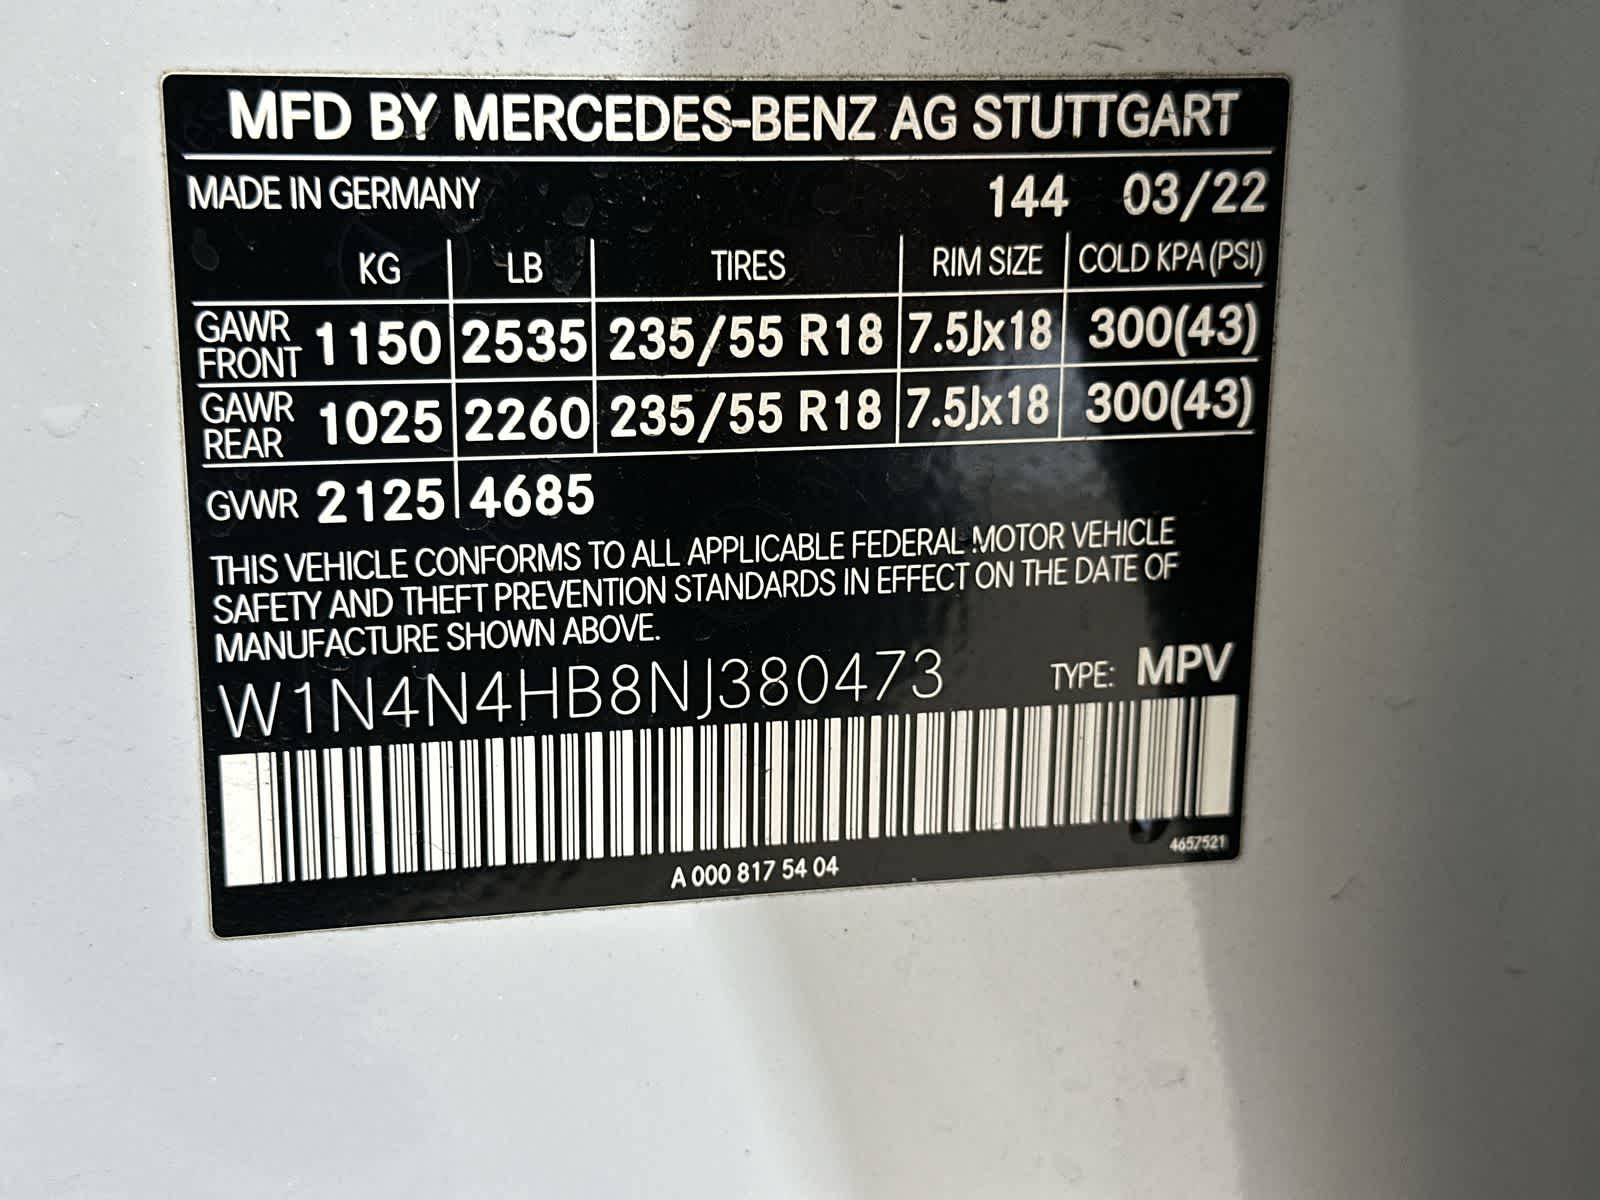 MFD BY MERCEDES-BENZ AG STUTTGART
MADE IN GERMANY 144 03/22
KG LB TIRES RIM SIZE COLD KPA (PSI)
GAWR FRONT 1150 2535 235/55 R18 7.5Jx18 300(43)
GAWR REAR 1025 2260 235/55 R18 7.5Jx18 300(43)
GVWR 2125 4685
THIS VEHICLE CONFORMS TO ALL APPLICABLE FEDERAL MOTOR VEHICLE
SAFETY AND THEFT PREVENTION STANDARDS IN EFFECT ON THE DATE OF
MANUFACTURE SHOWN ABOVE.
W1N4N4HB8NJ380473 TYPE: MPV
4657521
A 000 817 54 04